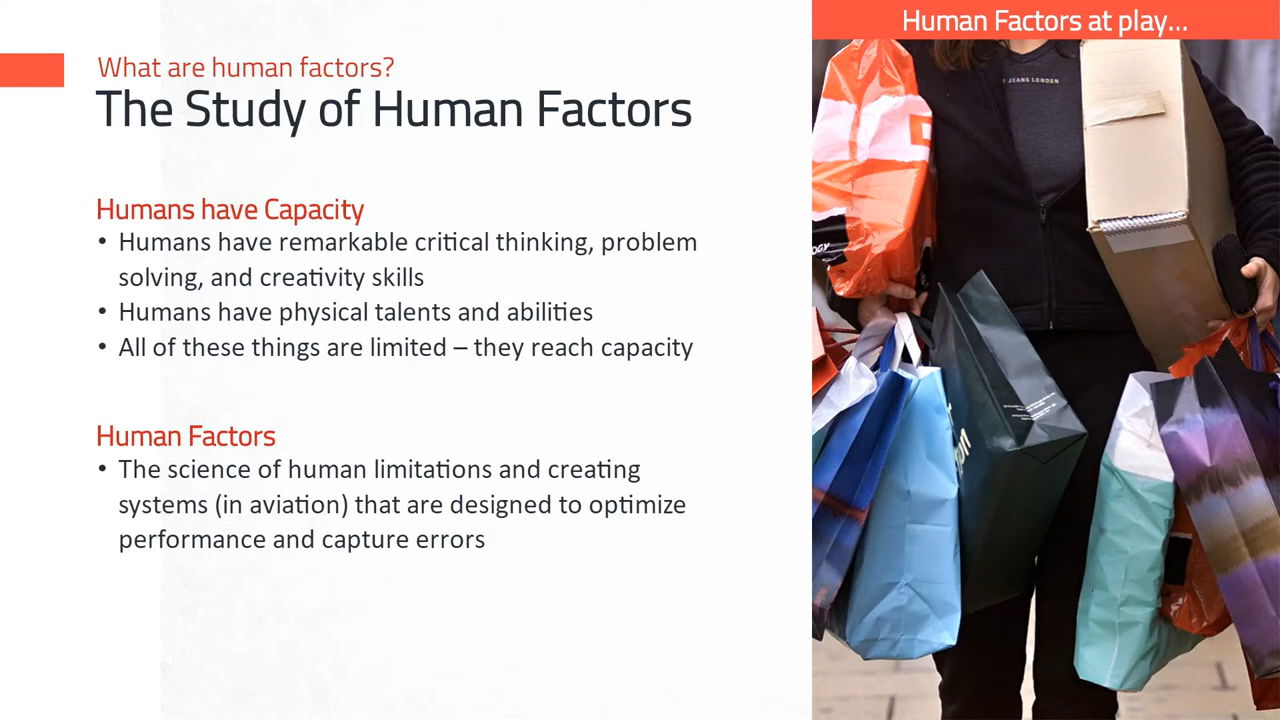 Human Factors at play...
What are human factors?
The Study of Human Factors
Humans have Capacity
• Humans have remarkable critical thinking, problem
solving, and creativity skills
• Humans have physical talents and abilities
• All of these things are limited – they reach capacity
Human Factors
• The science of human limitations and creating
systems (in aviation) that are designed to optimize
performance and capture errors
JEANS LONDON